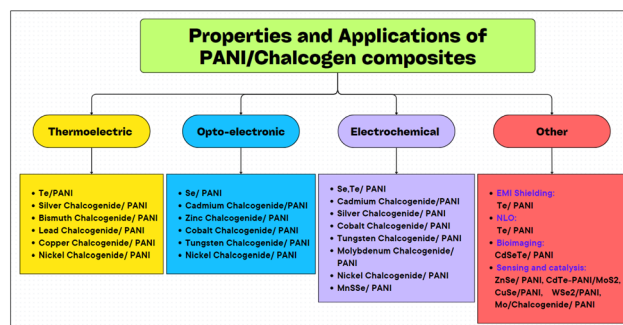 Properties and Applications of
PANI/Chalcogen composites
Thermoelectric
Opto-electronic
Electrochemical
Other
Te/PANI
Silver Chalcogenide/ PANI
Bismuth Chalcogenide/ PANI
Lead Chalcogenide/ PANI
Copper Chalcogenide/ PANI
Nickel Chalcogenide/ PANI
Se/ PANI
Cadmium Chalcogenide/PANI
Zinc Chalcogenide/ PANI
Cobalt Chalcogenide/ PANI
Tungsten Chalcogenide/ PANI
Nickel Chalcogenide/ PANI
Se,Te/ PANI
Cadmium Chalcogenide/PANI
Silver Chalcogenide/ PANI
Cobalt Chalcogenide/ PANI
Tungsten Chalcogenide/ PANI
Molybdenum Chalcogenide/
PANI
Nickel Chalcogenide/ PANI
MnSSe/ PANI
EMI Shielding:
Te/ PANI
NLO:
Te/ PANI
Bioimaging:
CdSeTe/ PANI
Sensing and catalysis:
ZnSe/ PANI, CdTe-PANI/MoS2,
CuSe/PANI, WSe2/PANI,
Mo/Chalcogenide/ PANI